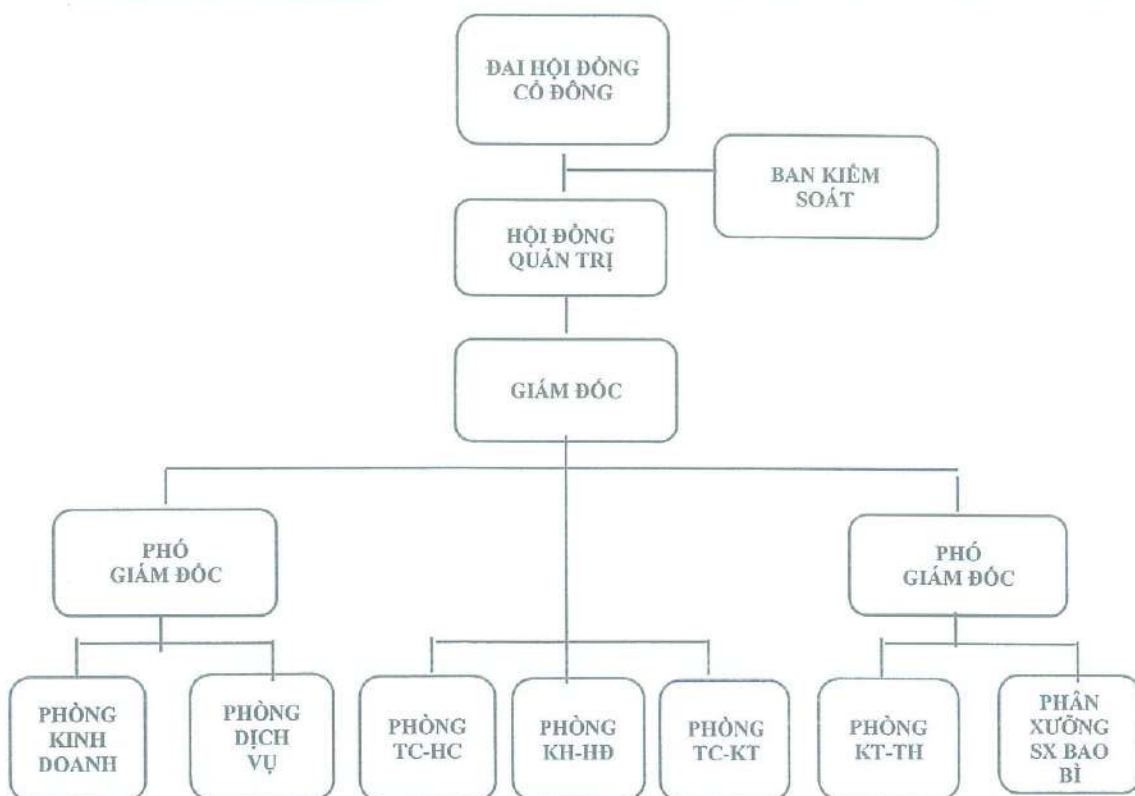 ĐAI HỘI ĐỒNG
CỔ ĐÔNG
BAN KIỂM
SOÁT
HỘI ĐỒNG
QUẢN TRỊ
GIÁM ĐỐC
PHÓ
GIÁM ĐỐC
PHÓ
GIÁM ĐỐC
PHÒNG
KINH
DOANH
PHÒNG
DỊCH
VỤ
PHÒNG
TC-HC
PHÒNG
KH-HĐ
PHÒNG
TC-KT
PHÒNG
KT-TH
PHÂN
XƯỠNG
SX BAO
BÌ